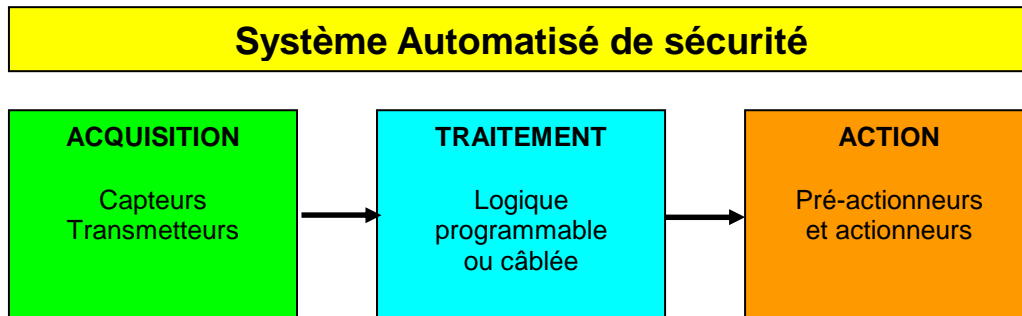 Système Automatisé de sécurité
ACQUISITION
Capteurs
Transmetteurs
TRAITEMENT
Logique
programmable
ou câblée
ACTION
Pré-actionneurs
et actionneurs